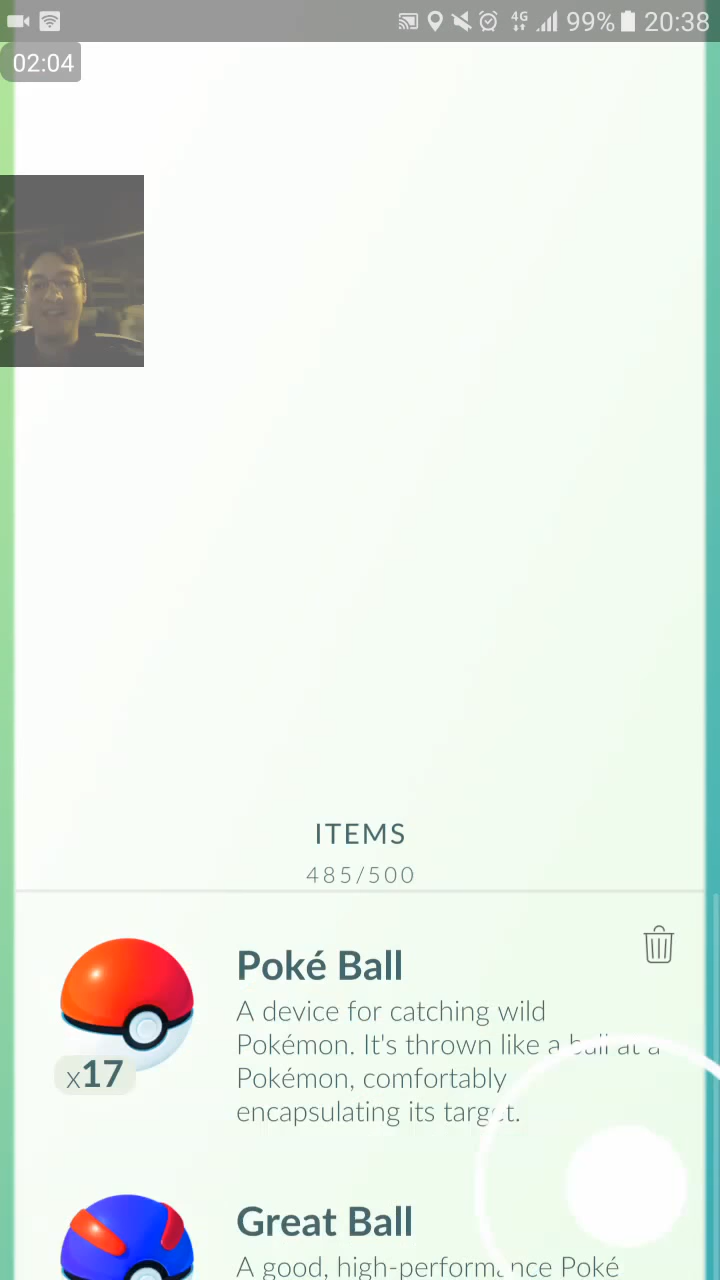 4G 99% 20:38
02:04
ITEMS
485/500
Poké Ball
A device for catching wild
Pokémon. It's thrown like a ball at a
Pokémon, comfortably
encapsulating its target.
x17
Great Ball
A good, high-performance Poké